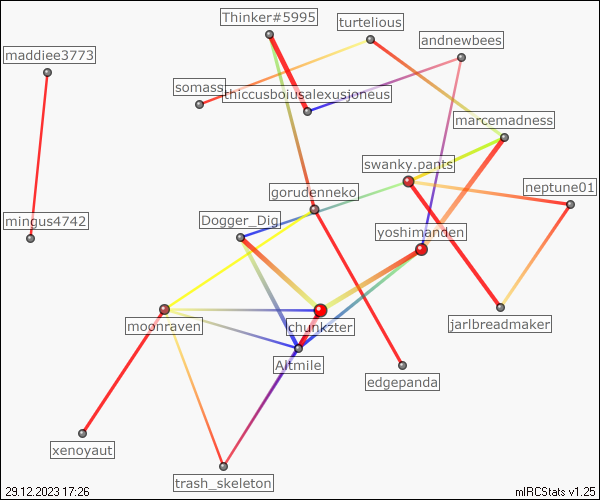 Thinker#5995
turtelious
andnewbees
maddiee3773
somass
thiccusboiusalexusjoneus
marcemadness
swanky.pants
neptune01
gorudenneko
mingus4742
Dogger_Dig
yoshimanden
moonraven
chunkzter
jarlbreadmaker
Altmile
edgepanda
xenoyaut
trash_skeleton
29.12.2023 17:26
mIRCStats v1.25